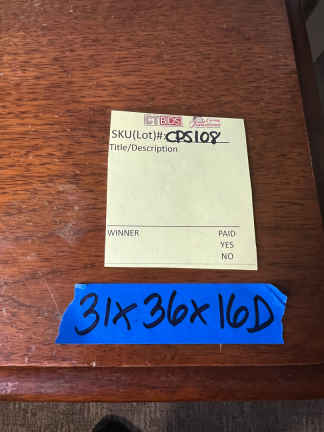 CTBIDS
SKU(Lot)#: CPS108
Title/Description
WINNER PAID
YES
NO
31x36x16D